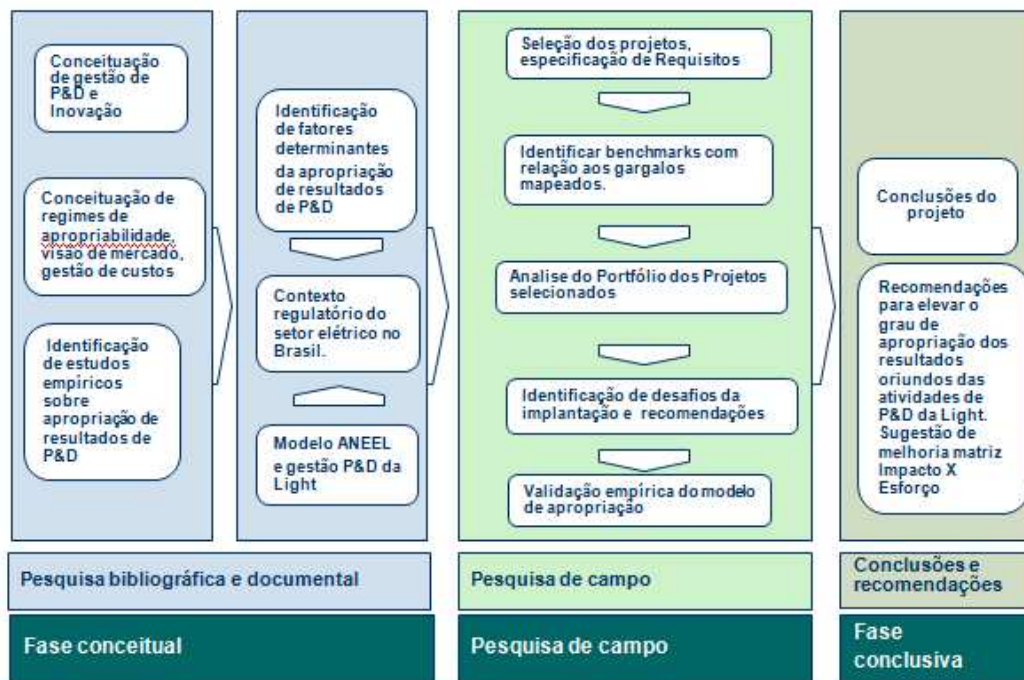 Conceituação
de gestão de
P&D e
Inovação
Conceituação de
regimes de
apropriabilidade,
visão de mercado,
gestão de custos
Identificação
de estudos
empíricos
sobre
apropriação de
resultados de
P&D
Identificação
de fatores
determinantes
da apropriação
de resultados
de P&D
Contexto
regulatório do
setor elétrico no
Brasil.
Modelo ANEEL
e gestão P&D da
Light
Seleção dos projetos,
especificação de Requisitos
Identificar benchmarks com
relação aos gargalos
mapeados.
Analise do Portfólio dos Projetos
selecionados
Identificação de desafios da
implantação e recomendações
Validação empírica do modelo
de apropriação
Conclusões do
projeto
Recomendações
para elevar o
grau de
apropriação dos
resultados
oriundos das
atividades de
P&D da Light.
Sugestão de
melhoria matriz
Impacto X
Esforço
Pesquisa bibliográfica e documental
Pesquisa de campo
Conclusões e
recomendações
Fase conceitual
Pesquisa de campo
Fase
conclusiva